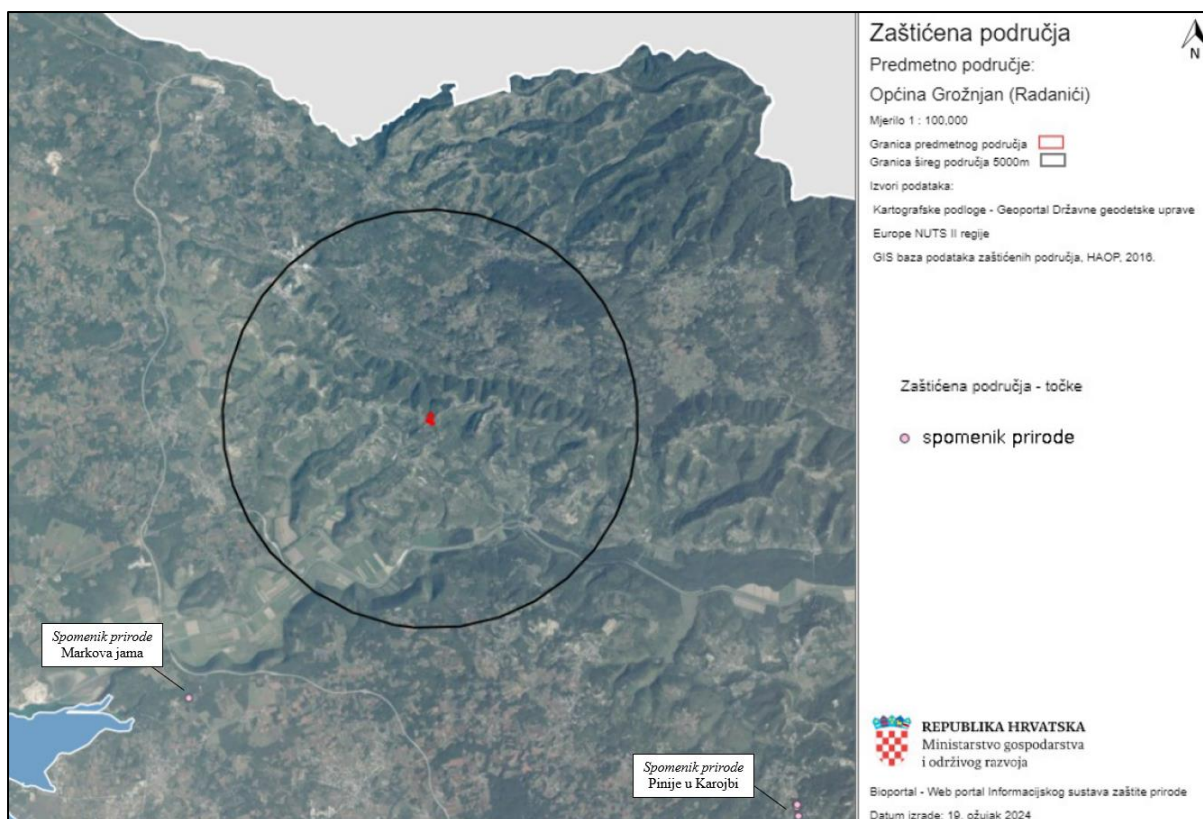 Zaštićena područja
N
Predmetno područje:
Općina Grožnjan (Radanići)
Mjerilo 1 : 100,000
Granica predmetnog područja
Granica šireg područja 5000m
Izvori podataka:
Kartografske podloge - Geoportal Državne geodetske uprave
Europe NUTS II regije
GIS baza podataka zaštićenih područja, HAOP, 2016.
Zaštićena područja - točke
spomenik prirode
Spomenik prirode
Markova jama
Spomenik prirode
Pinije u Karojbi
REPUBLIKA HRVATSKA
Ministarstvo gospodarstva
i održivog razvoja
Bioportal - Web portal Informacijskog sustava zaštite prirode
Datum izrade: 19. ožujak 2024